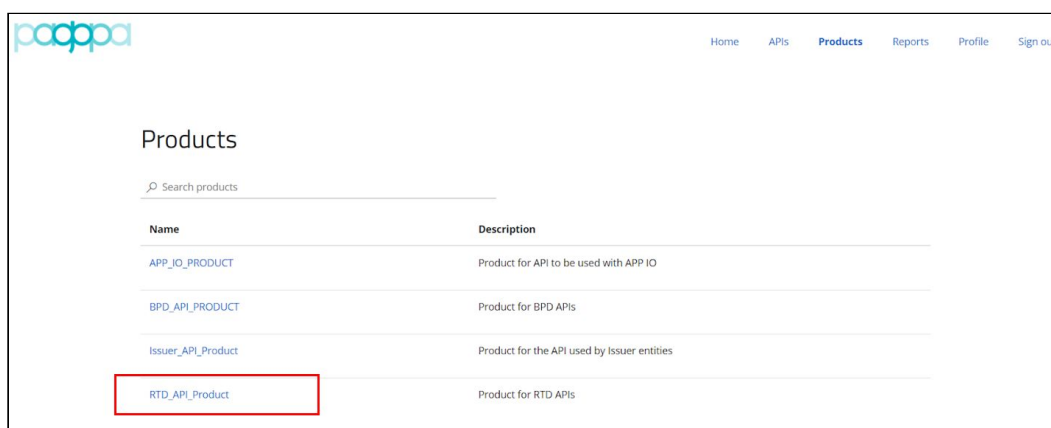 pagopa
Home APIs Products Reports Profile Sign ou
Products
Search products
Name Description
APP_IO_PRODUCT Product for API to be used with APP IO
BPD_API_PRODUCT Product for BPD APIs
Issuer_API_Product Product for the API used by Issuer entities
RTD_API_Product Product for RTD APIs